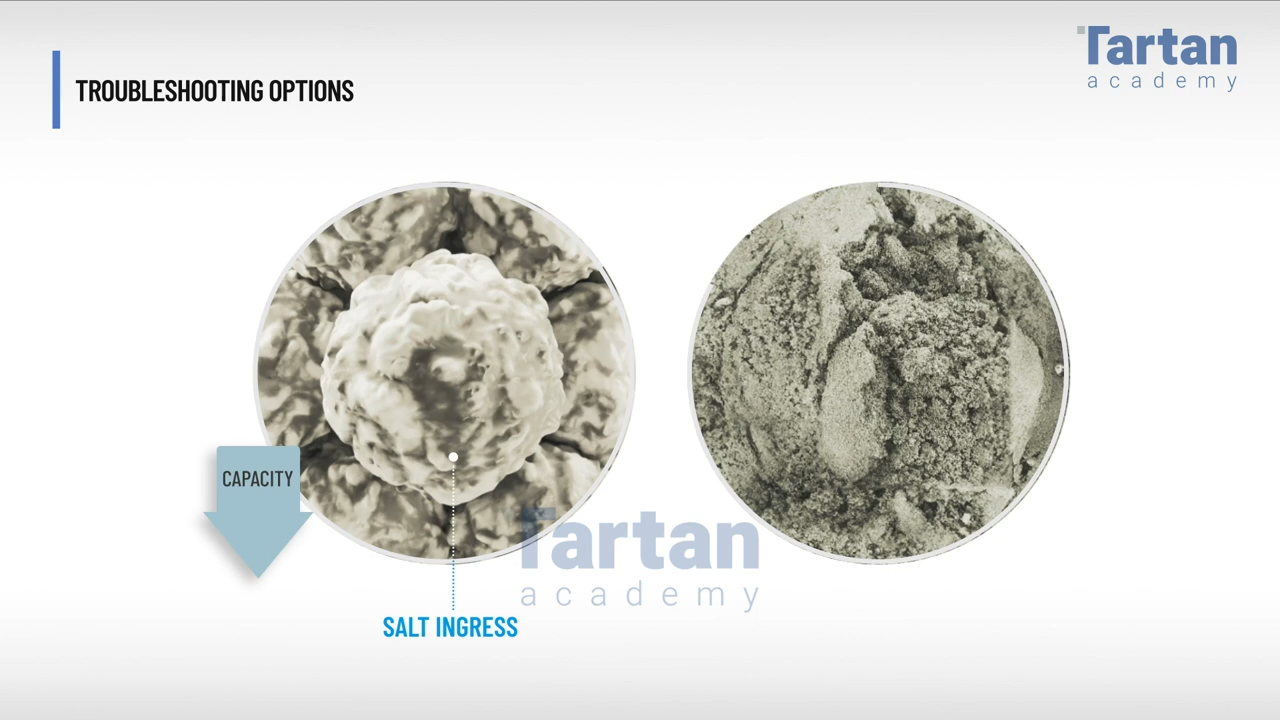 Tartan
academy
TROUBLESHOOTING OPTIONS
CAPACITY
Tartan
academy
SALT INGRESS